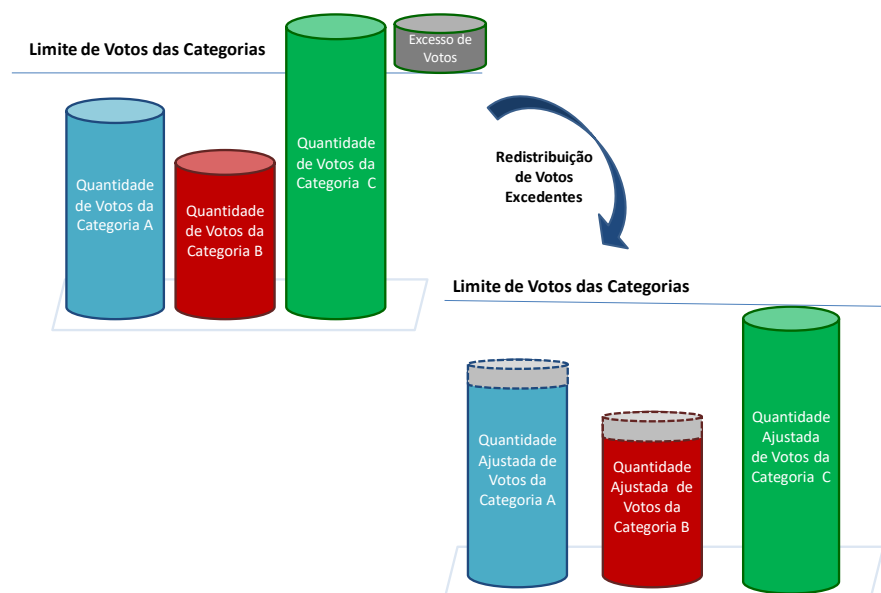 Limite de Votos das Categorias
Excesso de
Votos
Quantidade
de Votos da
Categoria A
Quantidade
de Votos da
Categoria B
Quantidade
de Votos da
Categoria C
Redistribuição
de Votos
Excedentes
Limite de Votos das Categorias
Quantidade
Ajustada de
Votos da
Categoria A
Quantidade
Ajustada de
Votos da
Categoria B
Quantidade
Ajustada
de Votos da
Categoria C